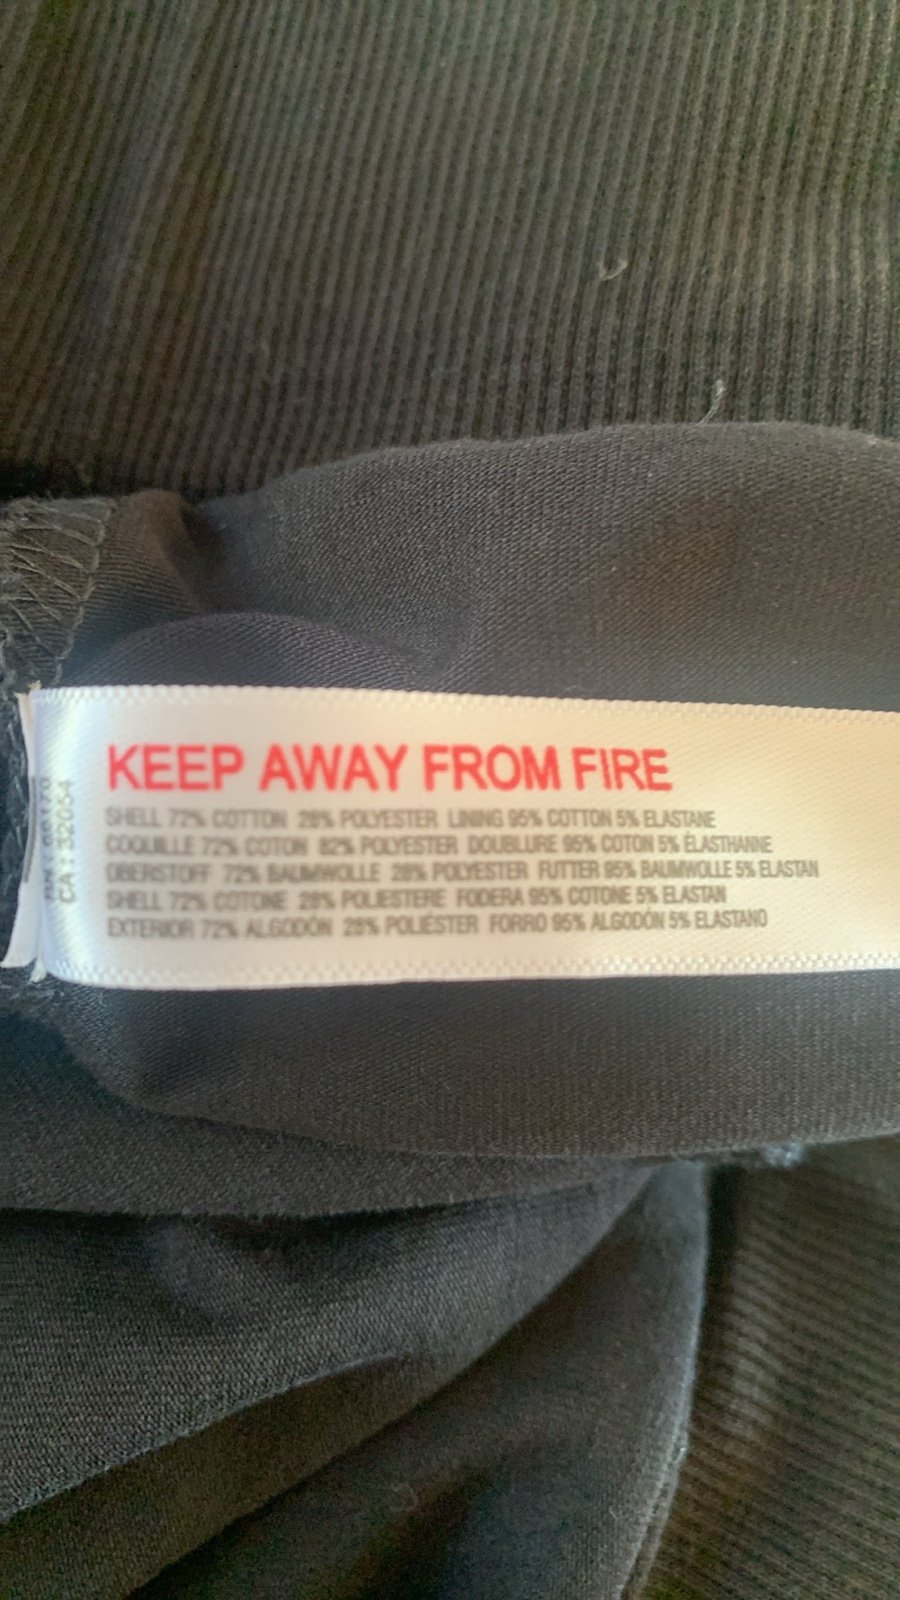 KEEP AWAY FROM FIRE
SHELL 72% COTTON 28% POLYESTER LINING 95% COTTON 5% ELASTANE
COQUILLE 72% COTON 82% POLYESTER DOUBLURE 95% COTON 5% ÉLASTHANNE
OBERSTOFF 72% BAUMWOLLE 28% POLYESTER FUTTER 95% BAUMWOLLE 5% ELASTAN
SHELL 72% COTONE 28% POLIESTERE FODERA 95% COTONE 5% ELASTAN
EXTERIOR 72% ALGODÓN 28% POLIÉSTER FORRO 95% ALGODÓN 5% ELASTANO
CA